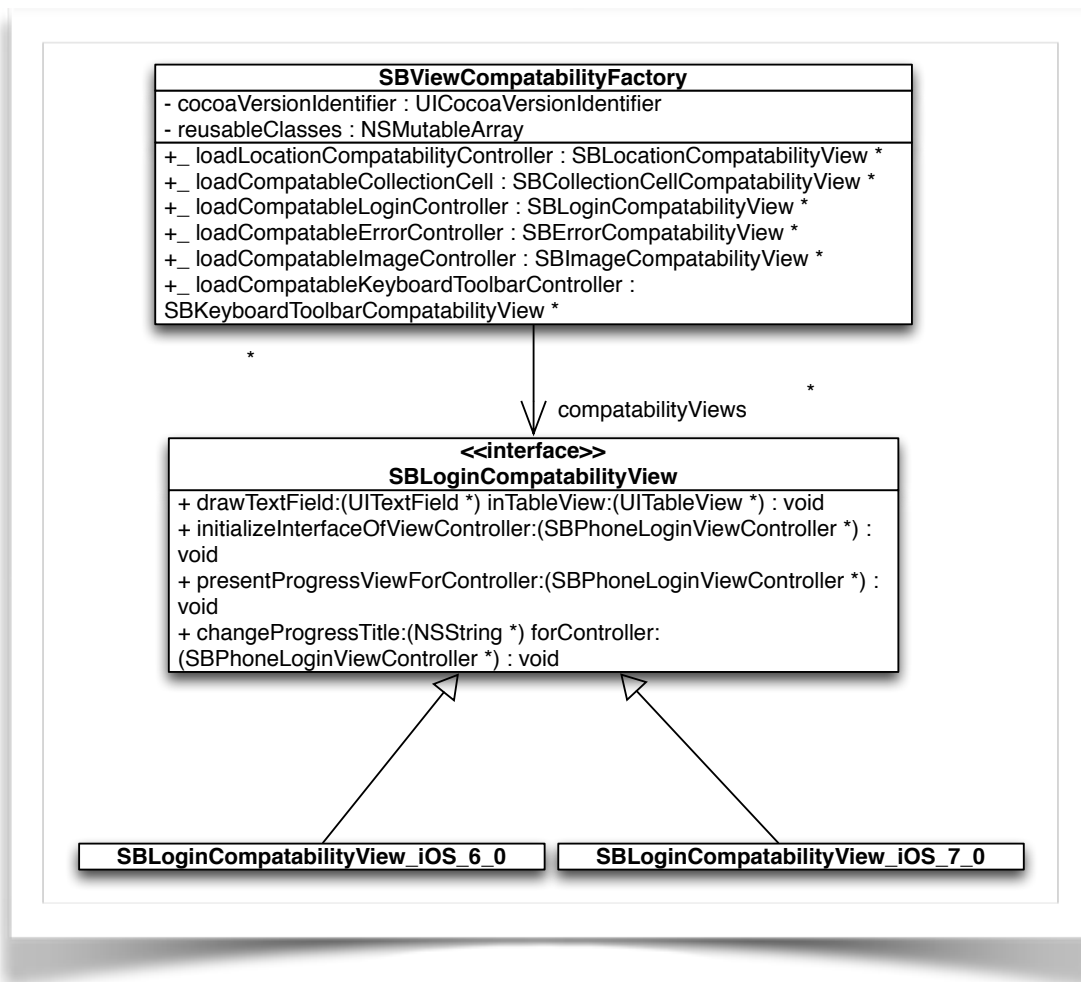 SBViewCompatabilityFactory
- cocoaVersionIdentifier : UICocoaVersionIdentifier
- reusableClasses : NSMutableArray
+_ loadLocationCompatabilityController : SBLocationCompatabilityView *
+_ loadCompatableCollectionCell : SBCollectionCellCompatabilityView *
+_ loadCompatableLoginController : SBLoginCompatabilityView *
+_ loadCompatableErrorController : SBErrorCompatabilityView *
+_ loadCompatableImageController : SBImageCompatabilityView *
+_ loadCompatableKeyboardToolbarController :
SBKeyboardToolbarCompatabilityView *
*
*
compatabilityViews
<<interface>>
SBLoginCompatabilityView
+ drawTextField:(UITextField *) inTableView:(UITableView *) : void
+ initializeInterfaceOfViewController:(SBPhoneLoginViewController *) :
void
+ presentProgressViewForController:(SBPhoneLoginViewController *) :
void
+ changeProgressTitle:(NSString *) forController:
(SBPhoneLoginViewController *) : void
SBLoginCompatabilityView_iOS_6_0
SBLoginCompatabilityView_iOS_7_0